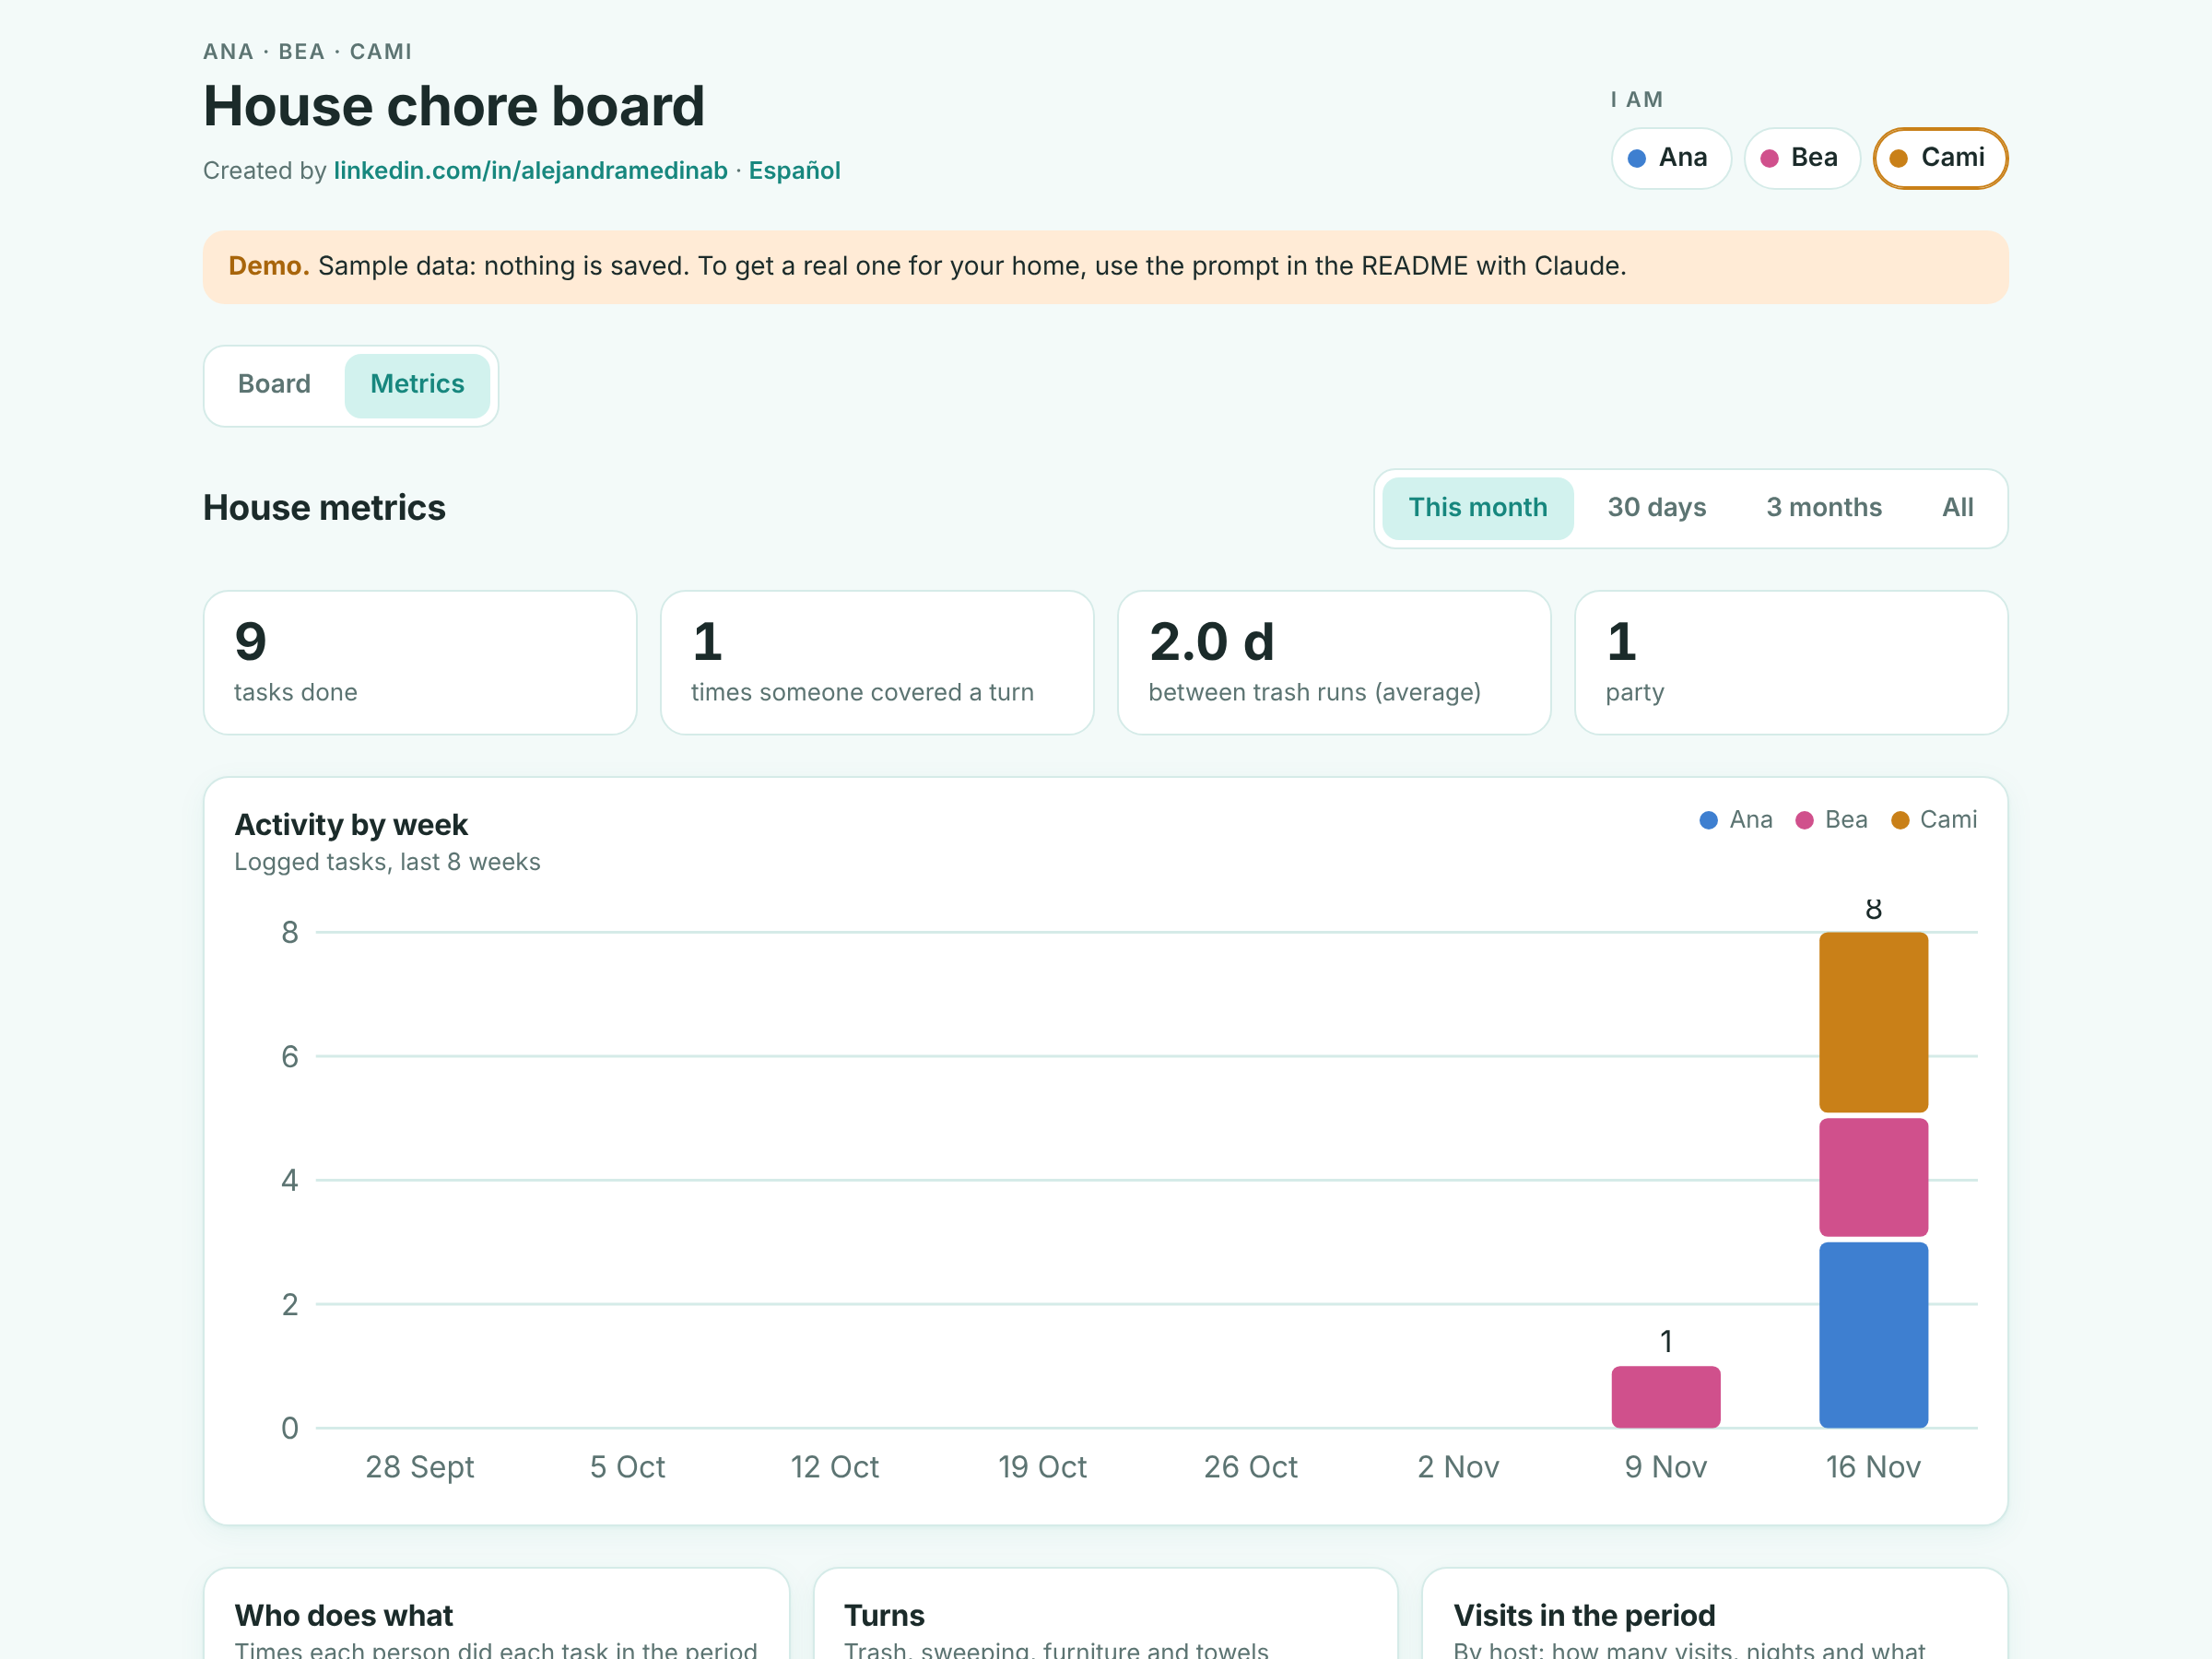 ANA · BEA · CAMI
House chore board
Created by linkedin.com/in/alejandramedinab · Español
I AM
Ana
Bea
Cami
Demo. Sample data: nothing is saved. To get a real one for your home, use the prompt in the README with Claude.
Board
Metrics
House metrics
This month
30 days
3 months
All
9
tasks done
1
times someone covered a turn
2.0 d
between trash runs (average)
1
party
Activity by week
Logged tasks, last 8 weeks
Ana
Bea
Cami
8
8
6
4
2
1
0
28 Sept
5 Oct
12 Oct
19 Oct
26 Oct
2 Nov
9 Nov
16 Nov
Who does what
Times each person did each task in the period
Turns
Trash, sweeping, furniture and towels
Visits in the period
By host: how many visits, nights and what